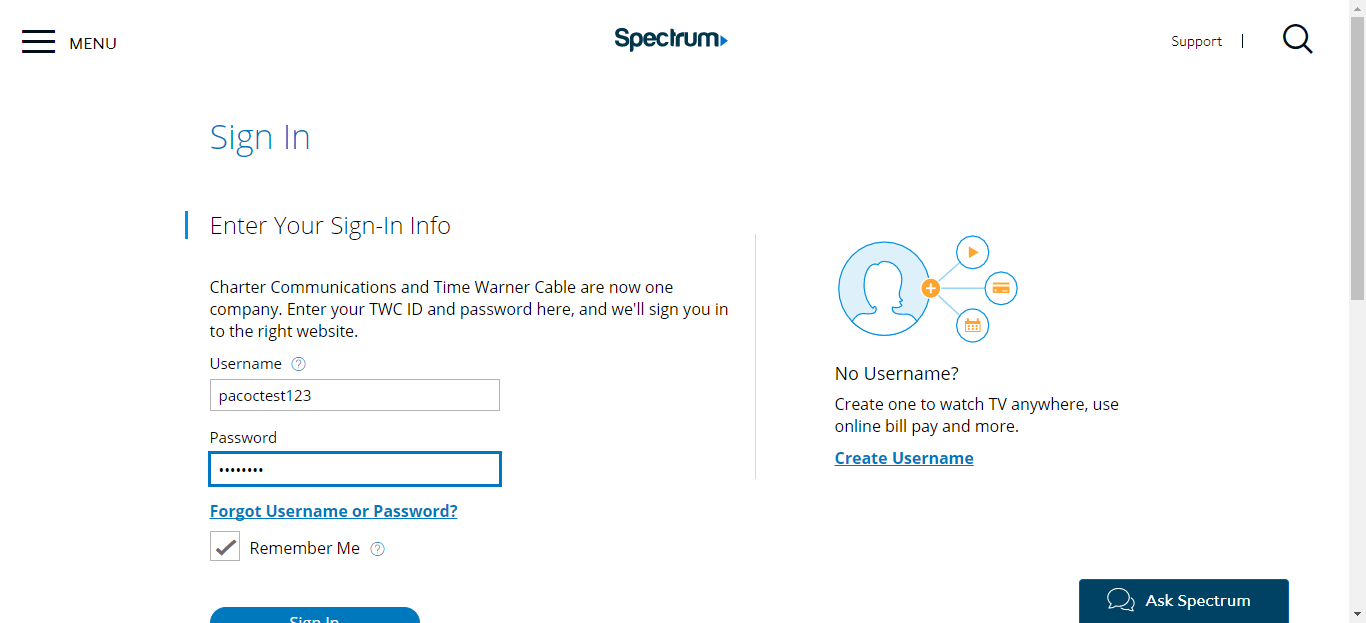 MENU
Spectrum
Support
Sign In
Enter Your Sign-In Info
Charter Communications and Time Warner Cable are now one
company. Enter your TWC ID and password here, and we'll sign you in
to the right website.
Username ?
pacoctest123
Password
••••••••
Forgot Username or Password?
Remember Me ?
Sign In
No Username?
Create one to watch TV anywhere, use
online bill pay and more.
Create Username
Ask Spectrum